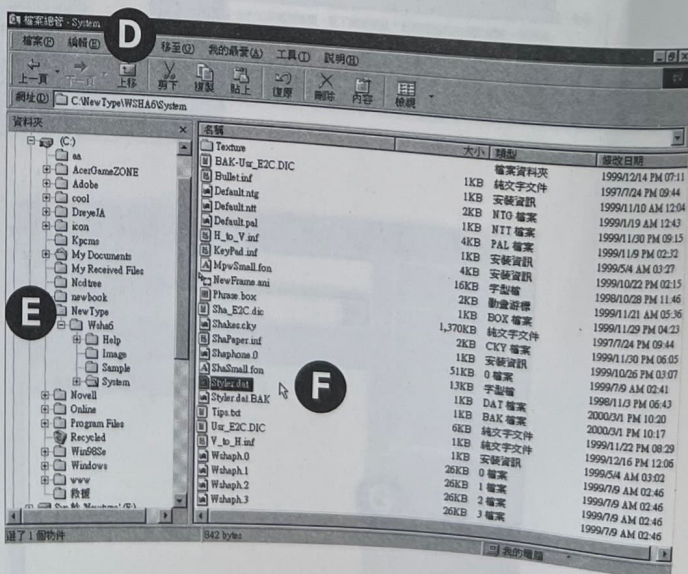 檔案總管 - System
檔案(F) 編輯(E) D 移至(G) 我的最愛(A) 工具(T) 說明(H)
上一頁 下一頁 上移 剪下 複製 貼上 復原 刪除 內容 檢視
網址(D) C:\NewType\WSHA6\System
資料夾
(C:)
aa
AcerGameZONE
Adobe
cool
DreyeJA
icon
Kpcms
My Documents
My Received Files
Ncdtree
newbook
E NewType
Wsha6
Help
Image
Sample
System
Novell
Online
Program Files
Recycled
Win98Se
Windows
www
救援
名稱 大小 類型 修改日期
Texture 檔案資料夾 1999/12/14 PM 07:11
BAK-Usr_E2C.DIC 1KB 純文字文件 1997/7/24 PM 09:44
Bullet.inf 1KB 安裝資訊 1999/11/10 AM 12:04
Default.ntg 2KB NTG 檔案 1999/1/19 AM 12:43
Default.ntt 1KB NTT 檔案 1999/11/30 PM 09:15
Default.pal 4KB PAL 檔案 1999/11/9 PM 02:32
H_to_V.inf 1KB 安裝資訊 1999/5/4 AM 03:27
KeyPad.inf 4KB 安裝資訊 1999/10/22 PM 02:15
MpwSmall.fon 16KB 字型檔 1998/10/28 PM 11:46
NewFrame.ani 2KB 動畫游標 1999/11/21 AM 05:36
Phrase.box 1KB BOX 檔案 1999/11/29 PM 04:23
Sha_E2C.dic 1,370KB 純文字文件 1997/7/24 PM 09:44
Shakes.cky 2KB CKY 檔案 1999/11/30 PM 06:05
ShaPaper.inf 1KB 安裝資訊 1999/10/26 PM 03:07
Shaphone.0 51KB 0 檔案 1999/7/9 AM 02:41
ShaSmall.fon 13KB 字型檔 1998/11/3 PM 06:43
Styler.dat F 1KB DAT 檔案 2000/3/1 PM 10:20
Styler.dat.BAK 1KB BAK 檔案 2000/3/1 PM 10:17
Tips.txt 6KB 純文字文件 1999/11/22 PM 08:29
Usr_E2C.DIC 1KB 純文字文件 1999/12/16 PM 12:06
V_to_H.inf 1KB 安裝資訊 1999/5/4 AM 03:02
Wshaph.0 26KB 0 檔案 1999/7/9 AM 02:46
Wshaph.1 26KB 1 檔案 1999/7/9 AM 02:46
Wshaph.2 26KB 2 檔案 1999/7/9 AM 02:46
Wshaph.3 26KB 3 檔案 1999/7/9 AM 02:46
選了 1 個物件 842 bytes 我的電腦